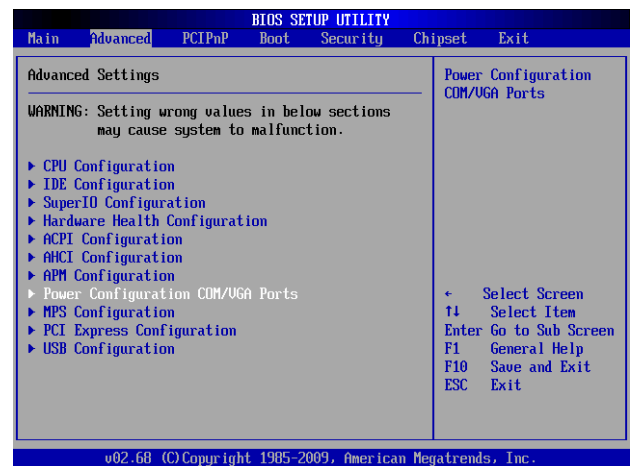 BIOS SETUP UTILITY
Main Advanced PCIPnP Boot Security Chipset Exit
Advanced Settings
WARNING: Setting wrong values in below sections
may cause system to malfunction.
▶ CPU Configuration
▶ IDE Configuration
▶ SuperIO Configuration
▶ Hardware Health Configuration
▶ ACPI Configuration
▶ AHCI Configuration
▶ APM Configuration
▶ Power Configuration COM/VGA Ports
▶ MPS Configuration
▶ PCI Express Configuration
▶ USB Configuration
Power Configuration
COM/VGA Ports
← Select Screen
↑↓ Select Item
Enter Go to Sub Screen
F1 General Help
F10 Save and Exit
ESC Exit
v02.68 (C)Copyright 1985-2009, American Megatrends, Inc.